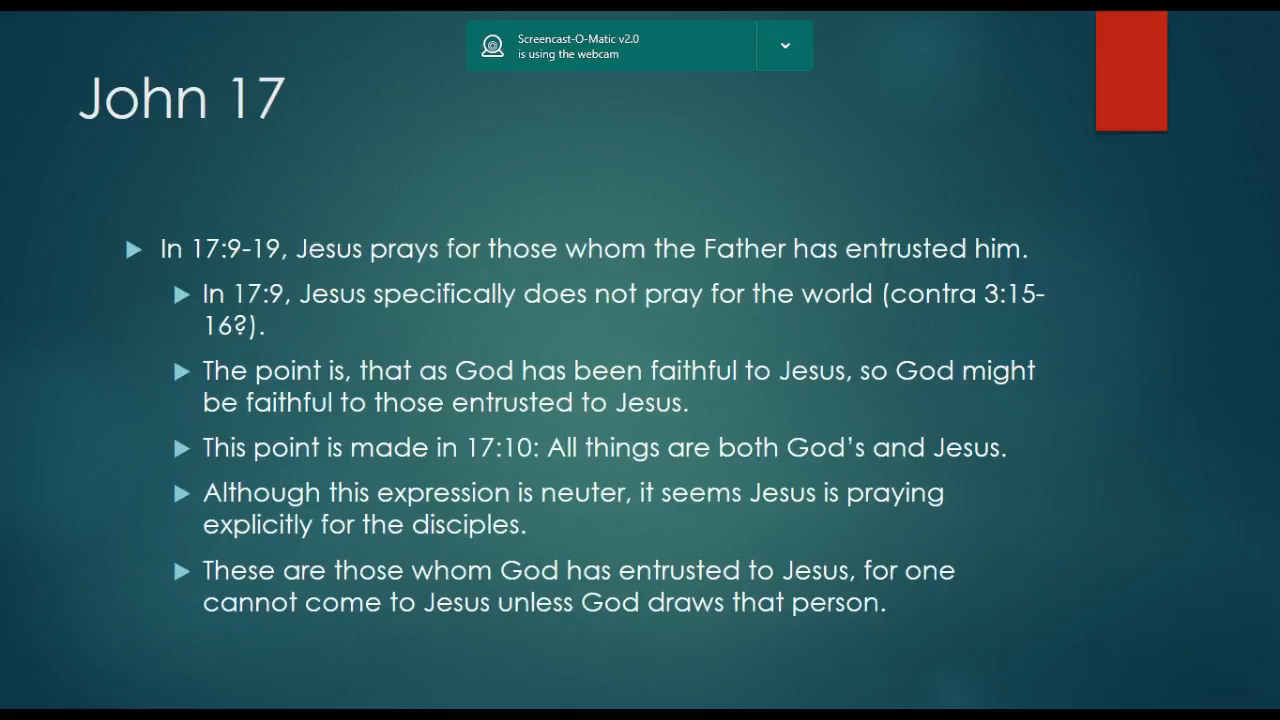 Screencast-O-Matic v2.0
is using the webcam
John 17
In 17:9-19, Jesus prays for those whom the Father has entrusted him.
In 17:9, Jesus specifically does not pray for the world (contra 3:15-
16?).
The point is, that as God has been faithful to Jesus, so God might
be faithful to those entrusted to Jesus.
This point is made in 17:10: All things are both God’s and Jesus.
Although this expression is neuter, it seems Jesus is praying
explicitly for the disciples.
These are those whom God has entrusted to Jesus, for one
cannot come to Jesus unless God draws that person.